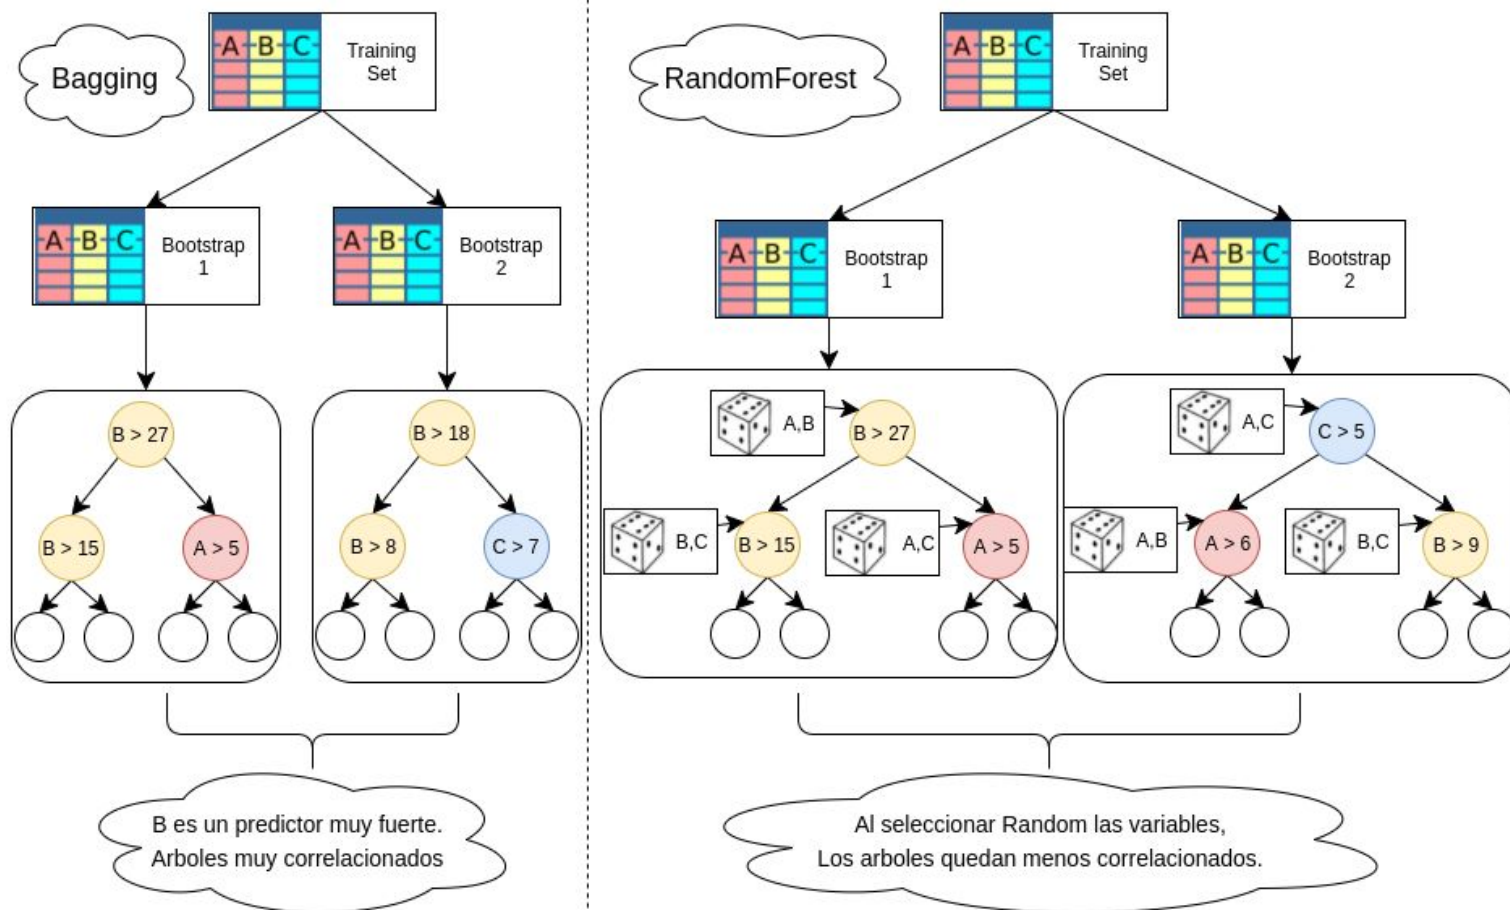 Bagging
A B C
Training
Set
A B C
Bootstrap
1
A B C
Bootstrap
2
B > 27
B > 15
A > 5
B > 18
B > 8
C > 7
B es un predictor muy fuerte.
Arboles muy correlacionados
RandomForest
A B C
Training
Set
A B C
Bootstrap
1
A B C
Bootstrap
2
A,B
B > 27
B,C
B > 15
A,C
A > 5
A,C
C > 5
A,B
A > 6
B,C
B > 9
Al seleccionar Random las variables,
Los arboles quedan menos correlacionados.